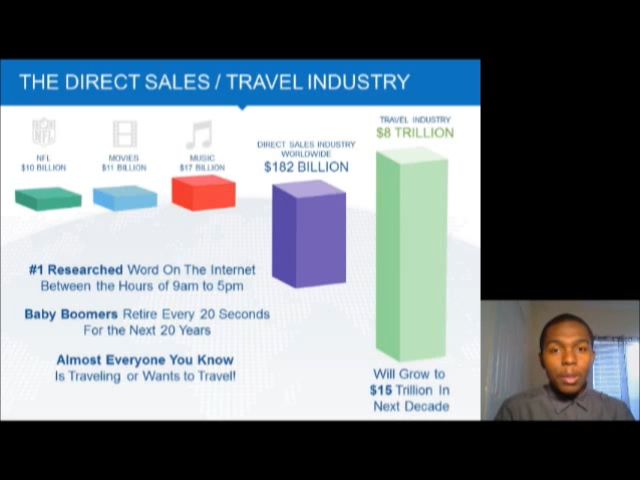 THE DIRECT SALES / TRAVEL INDUSTRY
NFL
NFL
$10 BILLION
MOVIES
$11 BILLION
MUSIC
$17 BILLION
DIRECT SALES INDUSTRY
WORLDWIDE
$182 BILLION
TRAVEL INDUSTRY
$8 TRILLION
#1 Researched Word On The Internet
Between the Hours of 9am to 5pm
Baby Boomers Retire Every 20 Seconds
For the Next 20 Years
Almost Everyone You Know
Is Traveling or Wants to Travel!
Will Grow to
$15 Trillion In
Next Decade